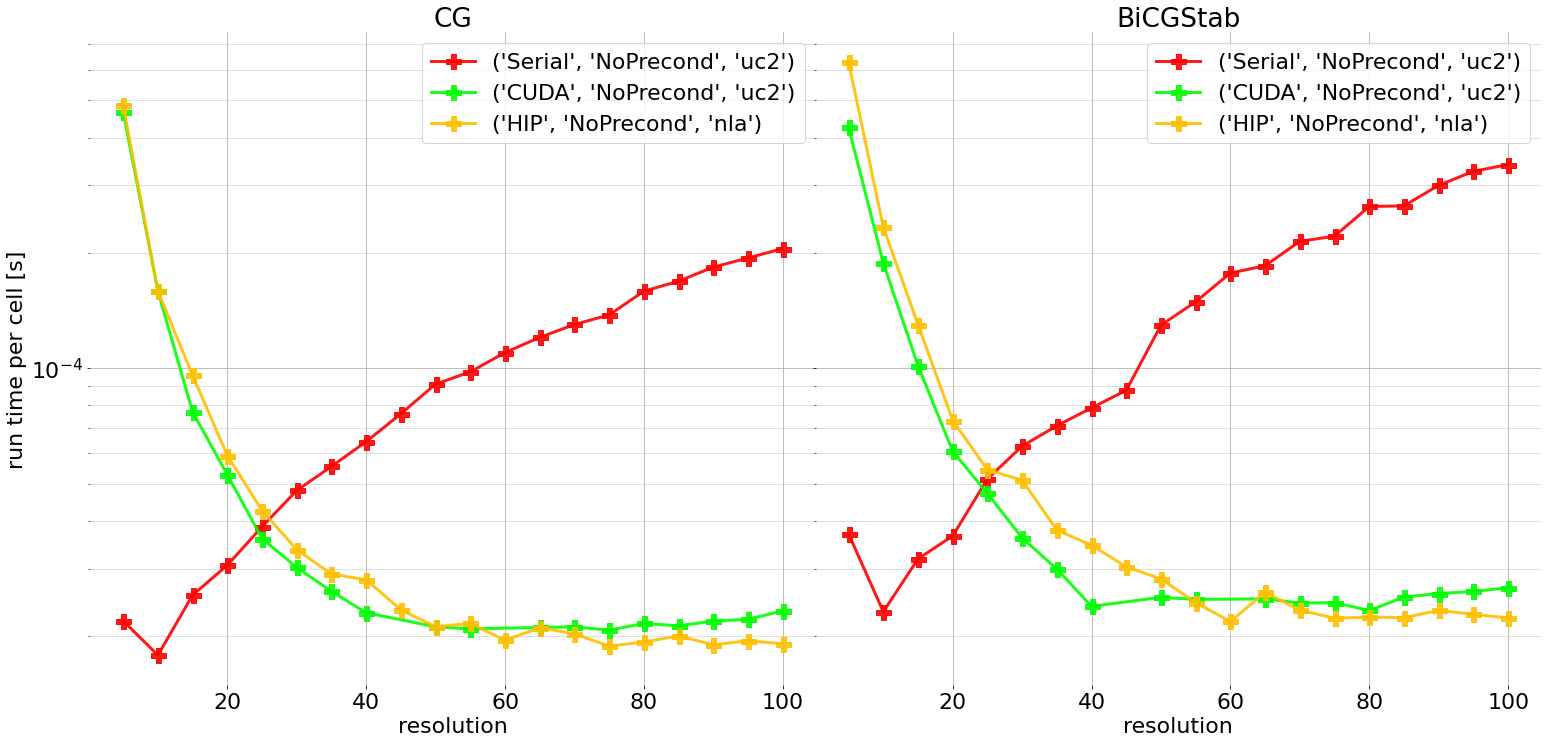 CG
BiCGStab
('Serial', 'NoPrecond', 'uc2')
('CUDA', 'NoPrecond', 'uc2')
('HIP', 'NoPrecond', 'nla')
('Serial', 'NoPrecond', 'uc2')
('CUDA', 'NoPrecond', 'uc2')
('HIP', 'NoPrecond', 'nla')
run time per cell [s]
10⁻⁴
20 40 60 80 100
resolution
20 40 60 80 100
resolution